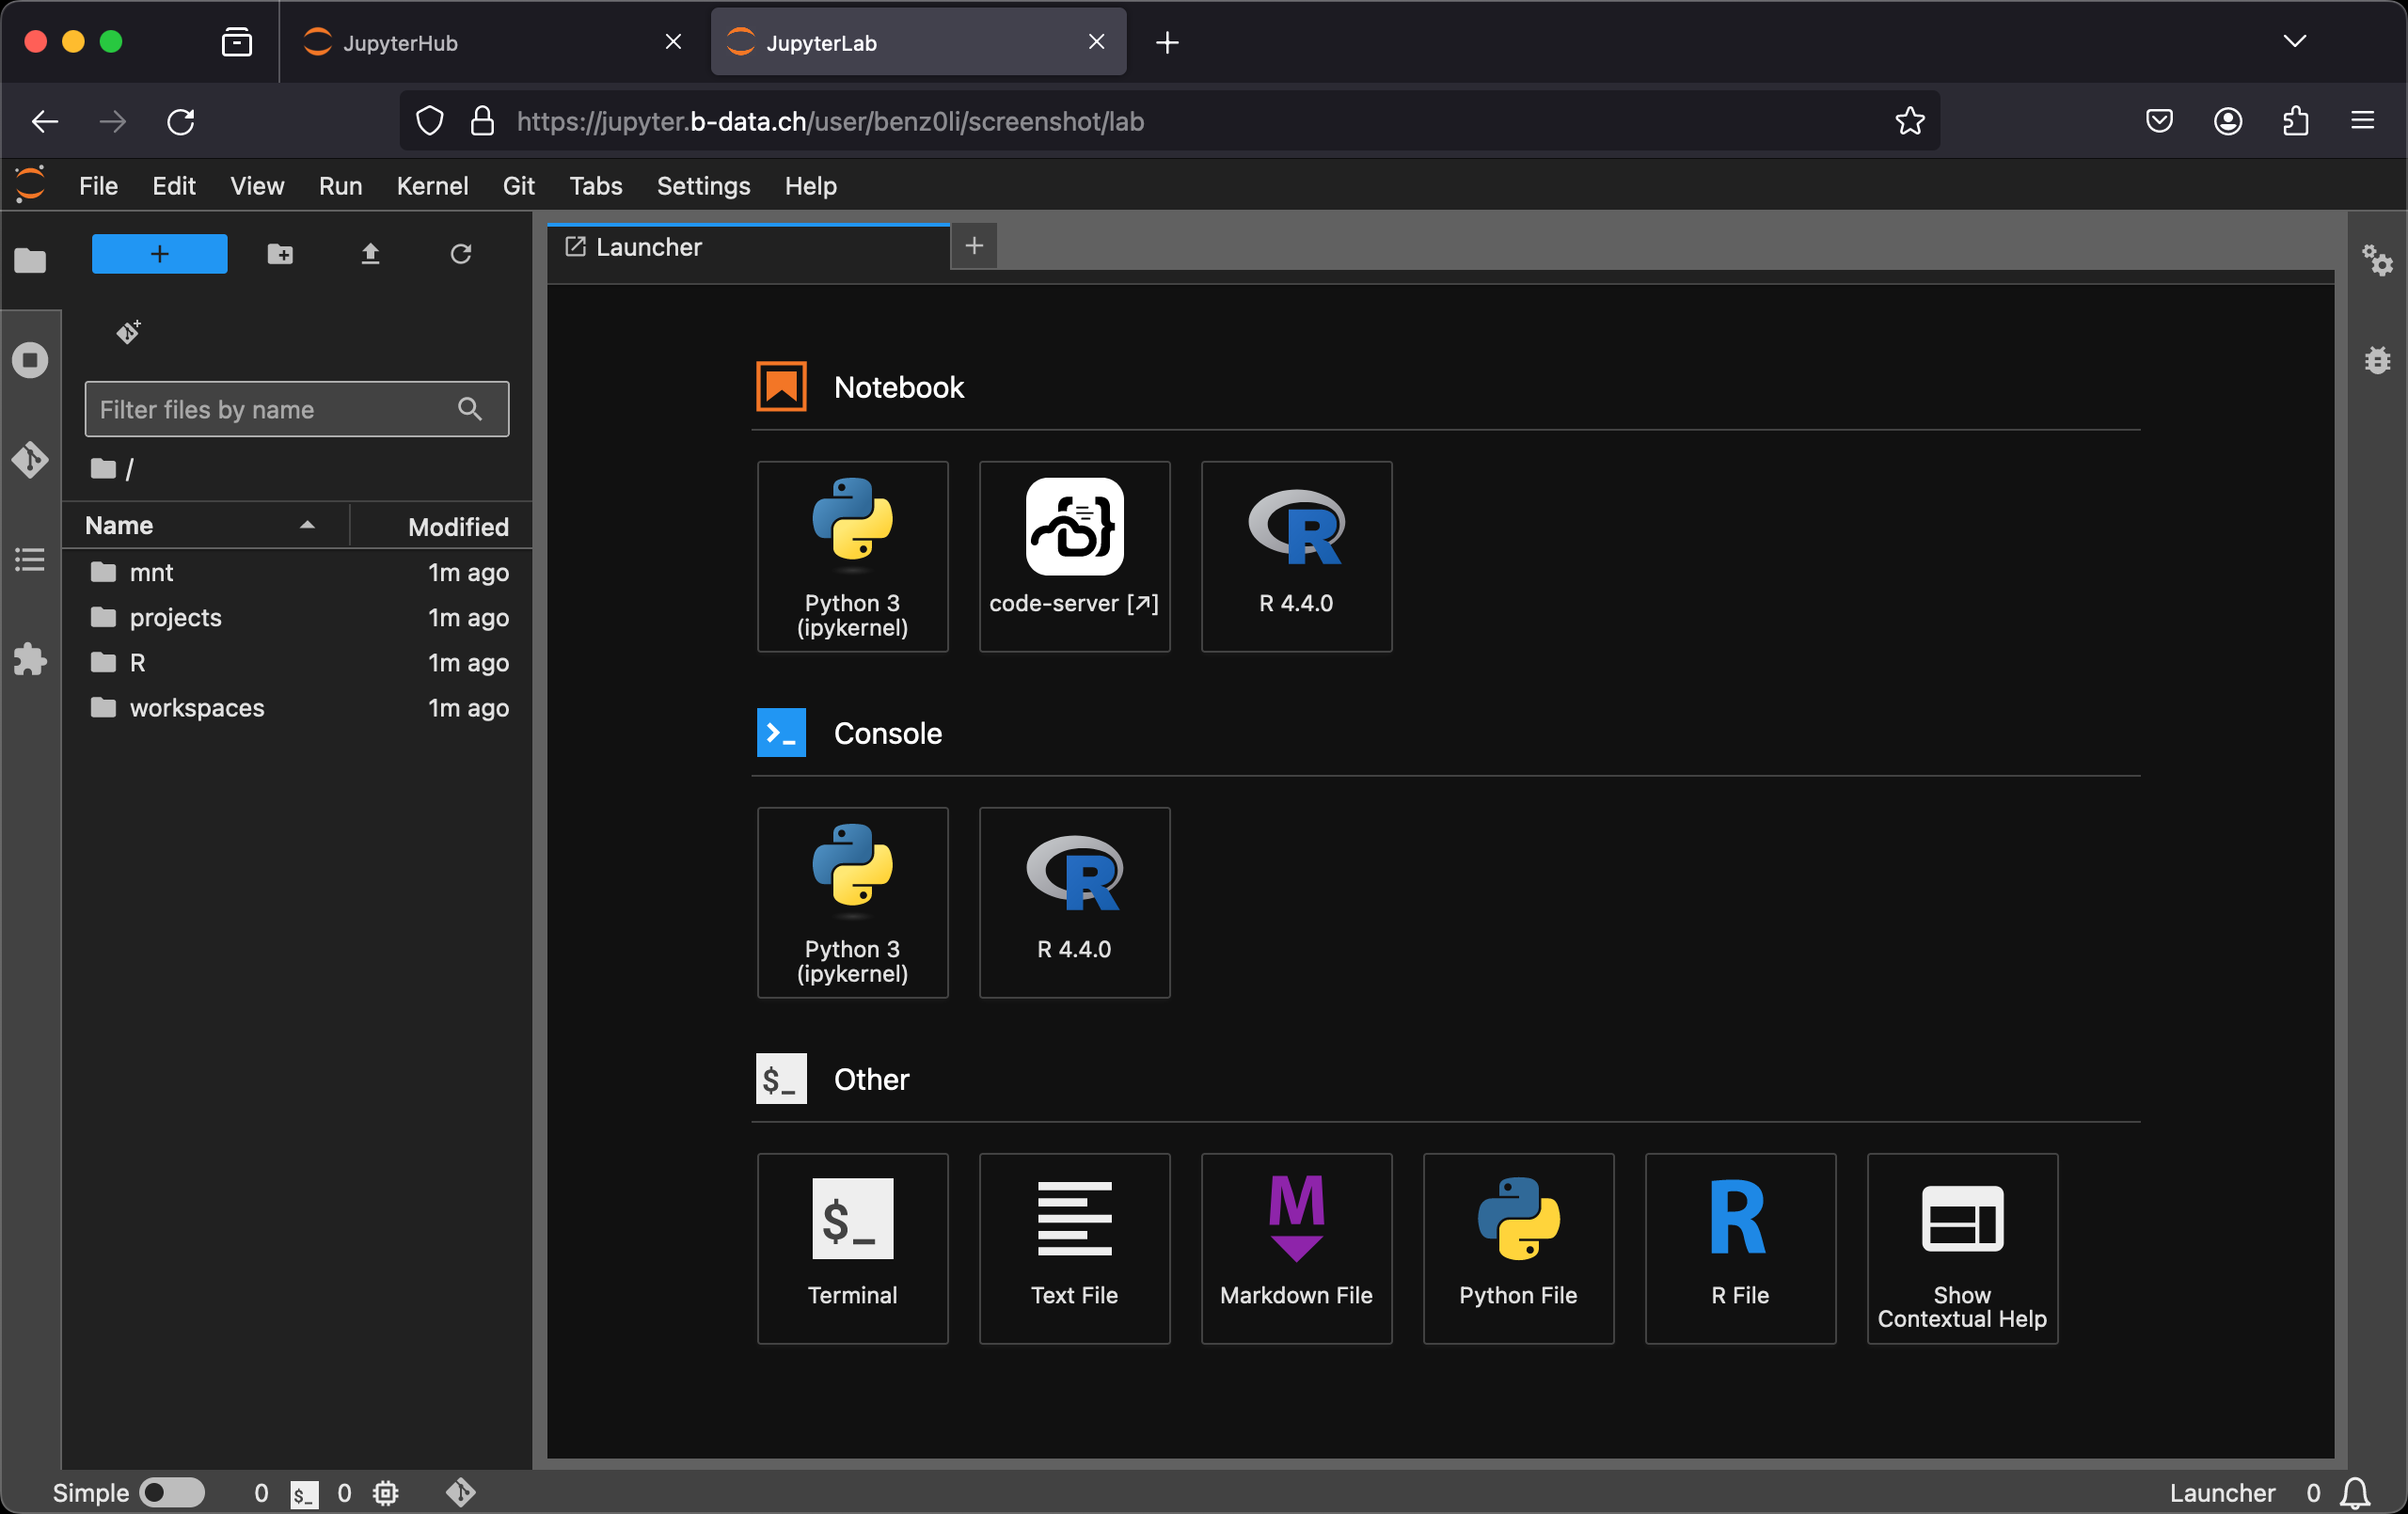 JupyterHub
JupyterLab
https://jupyter.b-data.ch/user/benz0li/screenshot/lab
File Edit View Run Kernel Git Tabs Settings Help
Launcher
Filter files by name
/
Name Modified
mnt 1m ago
projects 1m ago
R 1m ago
workspaces 1m ago
Notebook
Python 3
(ipykernel)
code-server [↗]
R 4.4.0
Console
Python 3
(ipykernel)
R 4.4.0
$_ Other
$_
Terminal
Text File
M
Markdown File
Python File
R
R File
Show
Contextual Help
Simple 0 $_ 0 Launcher 0